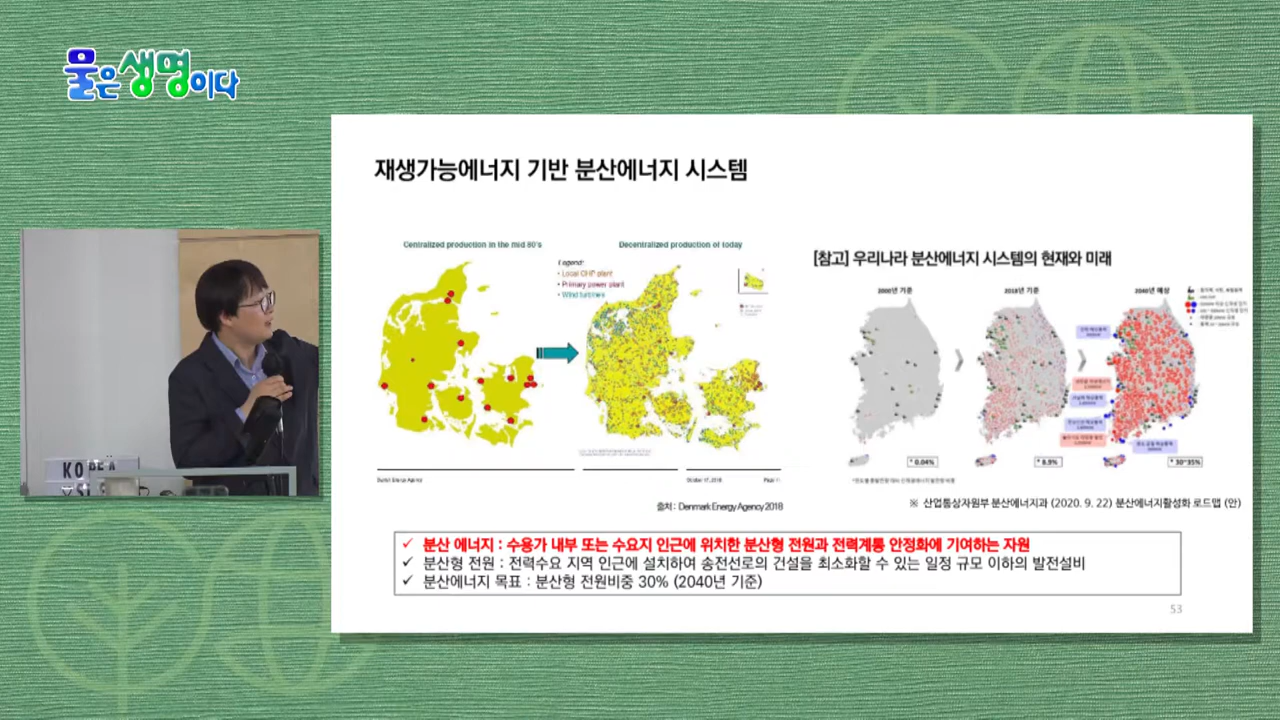 물은생명이다
재생가능에너지 기반 분산에너지 시스템
Centralized production in the mid 80's
Decentralized production of today
Legend:
• Local CHP plant
• Primary power plant
• Wind turbines
[참고] 우리나라 분산에너지 시스템의 현재와 미래
2000년 기준
2018년 기준
2040년 예상
* 0.04%
* 8.9%
* 30~35%
Danish Energy Agency
October 17, 2018
출처 : Denmark Energy Agency 2018
※ 산업통상자원부 분산에너지과 (2020. 9. 22) 분산에너지활성화 로드맵 (안)
✓ 분산 에너지 : 수용가 내부 또는 수요지 인근에 위치한 분산형 전원과 전력계통 안정화에 기여하는 자원
✓ 분산형 전원 : 전력수요 지역 인근에 설치하여 송전선로의 건설을 최소화할 수 있는 일정 규모 이하의 발전설비
✓ 분산에너지 목표 : 분산형 전원비중 30% (2040년 기준)
53